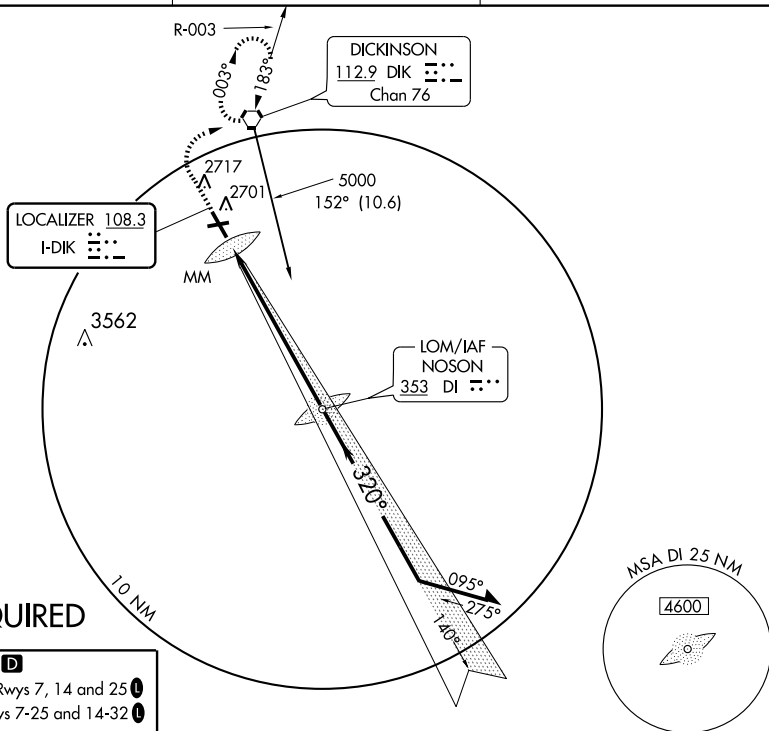 R-003
DICKINSON
112.9 DIK
Chan 76
003°
183°
2717
2701
5000
152° (10.6)
LOCALIZER 108.3
I-DIK
MM
3562
LOM/IAF
NOSON
353 DI
320°
095°
275°
140°
10 NM
MSA DI 25 NM
4600
QUIRED
D
Rwys 7, 14 and 25 L
ys 7-25 and 14-32 L